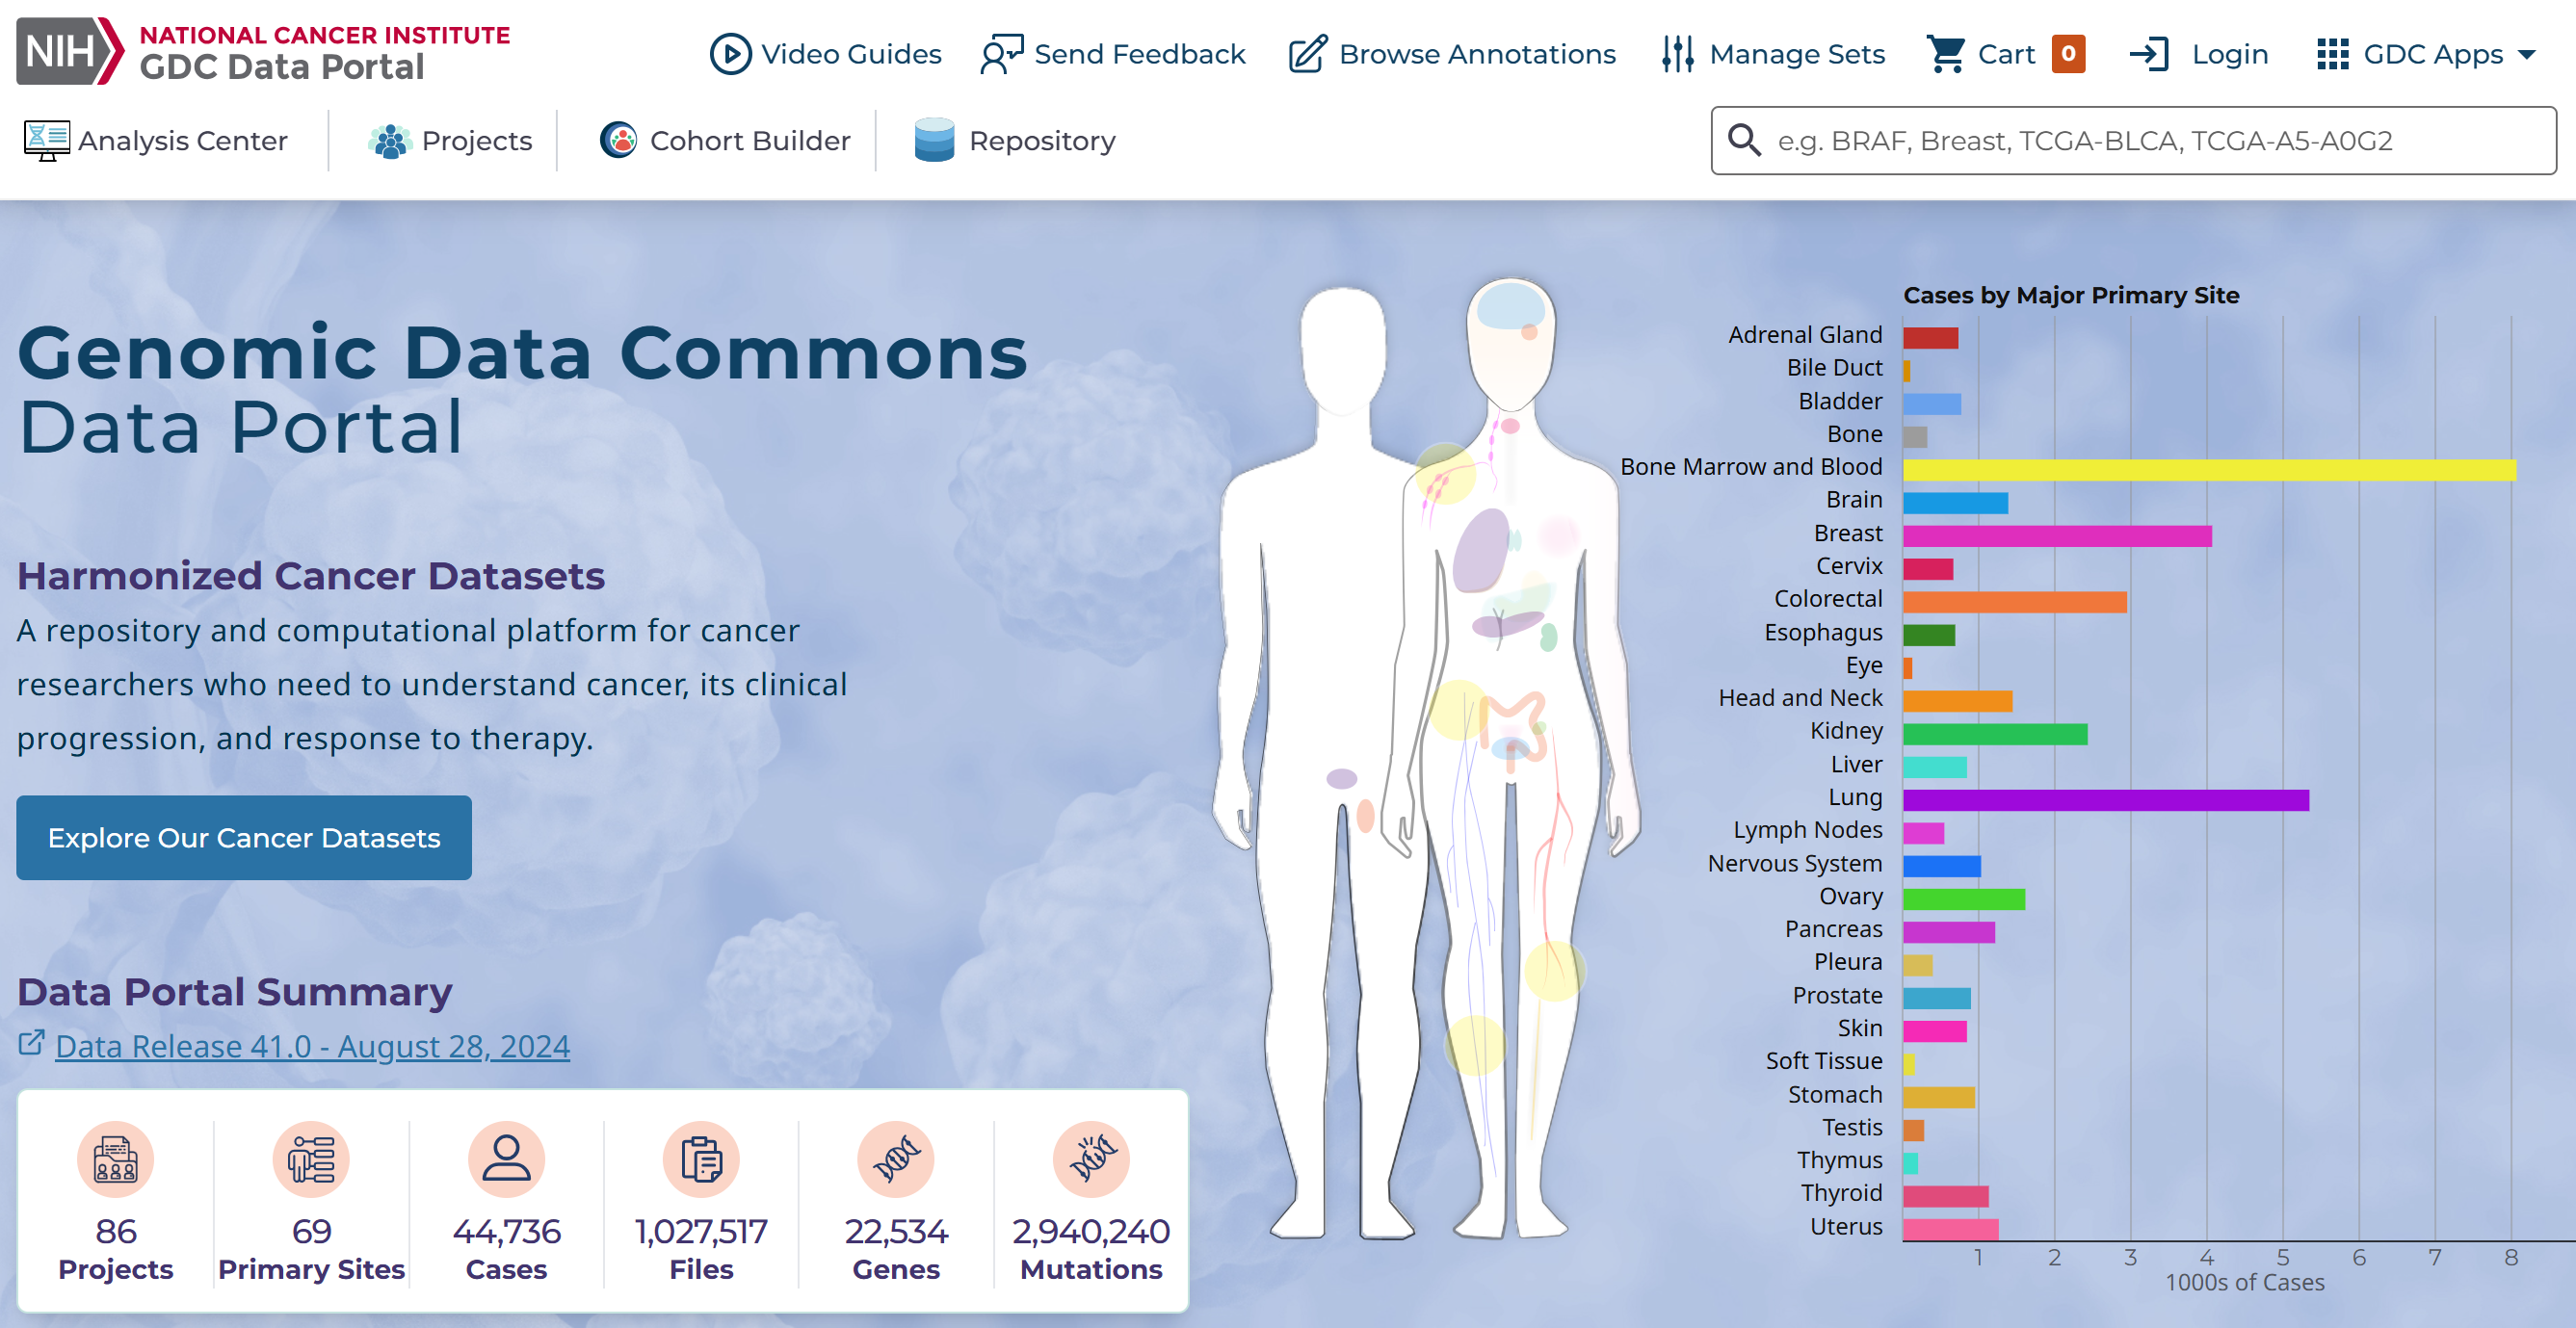 NIH
NATIONAL CANCER INSTITUTE
GDC Data Portal
Video Guides
Send Feedback
Browse Annotations
Manage Sets
Cart 0
Login
GDC Apps
Analysis Center
Projects
Cohort Builder
Repository
e.g. BRAF, Breast, TCGA-BLCA, TCGA-A5-A0G2
Genomic Data Commons
Data Portal
Harmonized Cancer Datasets
A repository and computational platform for cancer
researchers who need to understand cancer, its clinical
progression, and response to therapy.
Explore Our Cancer Datasets
Data Portal Summary
Data Release 41.0 - August 28, 2024
86
Projects
69
Primary Sites
44,736
Cases
1,027,517
Files
22,534
Genes
2,940,240
Mutations
Cases by Major Primary Site
Adrenal Gland
Bile Duct
Bladder
Bone
Bone Marrow and Blood
Brain
Breast
Cervix
Colorectal
Esophagus
Eye
Head and Neck
Kidney
Liver
Lung
Lymph Nodes
Nervous System
Ovary
Pancreas
Pleura
Prostate
Skin
Soft Tissue
Stomach
Testis
Thymus
Thyroid
Uterus
1 2 3 4 5 6 7 8
1000s of Cases